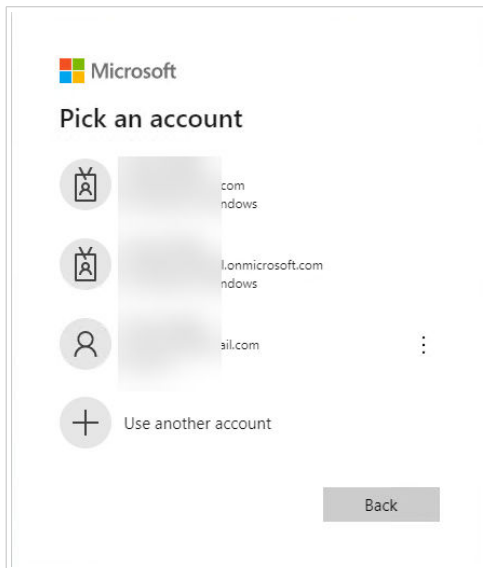 Microsoft
Pick an account
.com
ndows
l.onmicrosoft.com
ndows
ail.com
Use another account
Back